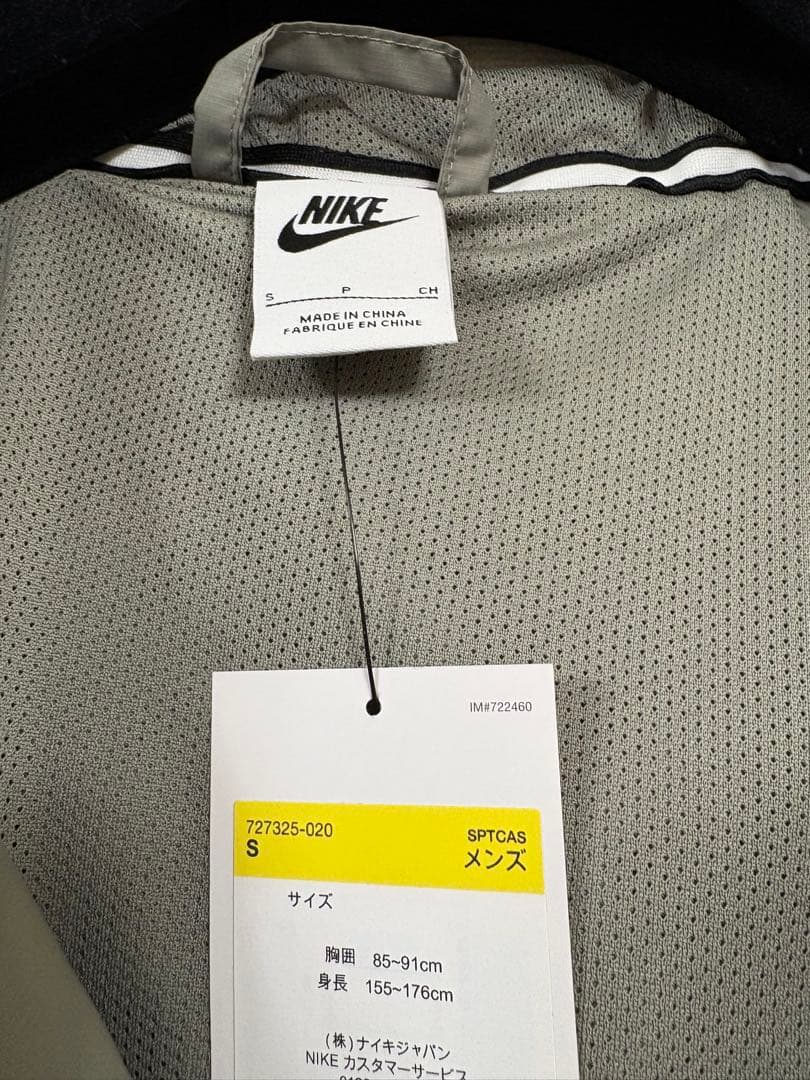 NIKE
S P CH
MADE IN CHINA
FABRIQUE EN CHINE
IM#722460
727325-020
SPTCAS
S
メンズ
サイズ
胸囲 85~91cm
身長 155~176cm
(株)ナイキジャパン
NIKE カスタマーサービス